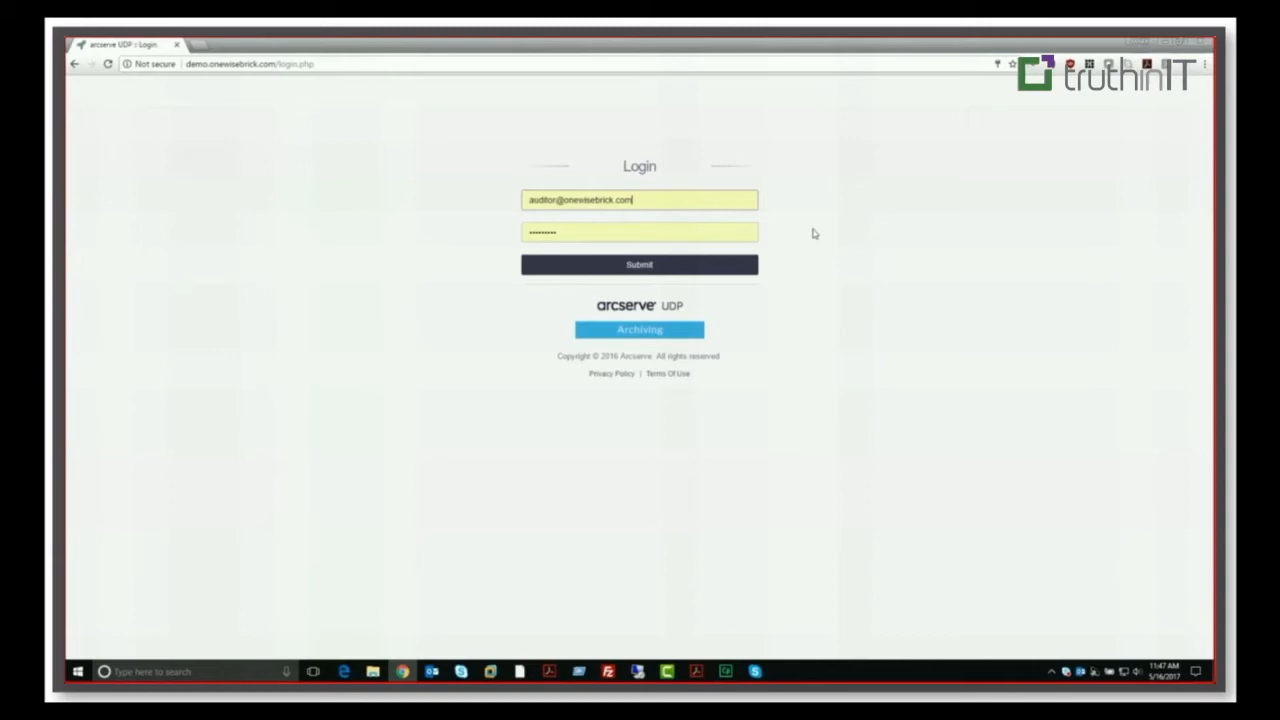 arcserve UDP :: Login
Not secure | demo.onewisebrick.com/login.php
truthinIT
Login
auditor@onewisebrick.com
•••••••••
Submit
arcserve® UDP
Archiving
Copyright © 2016 Arcserve. All rights reserved
Privacy Policy | Terms Of Use
Type here to search
11:47 AM
5/16/2017